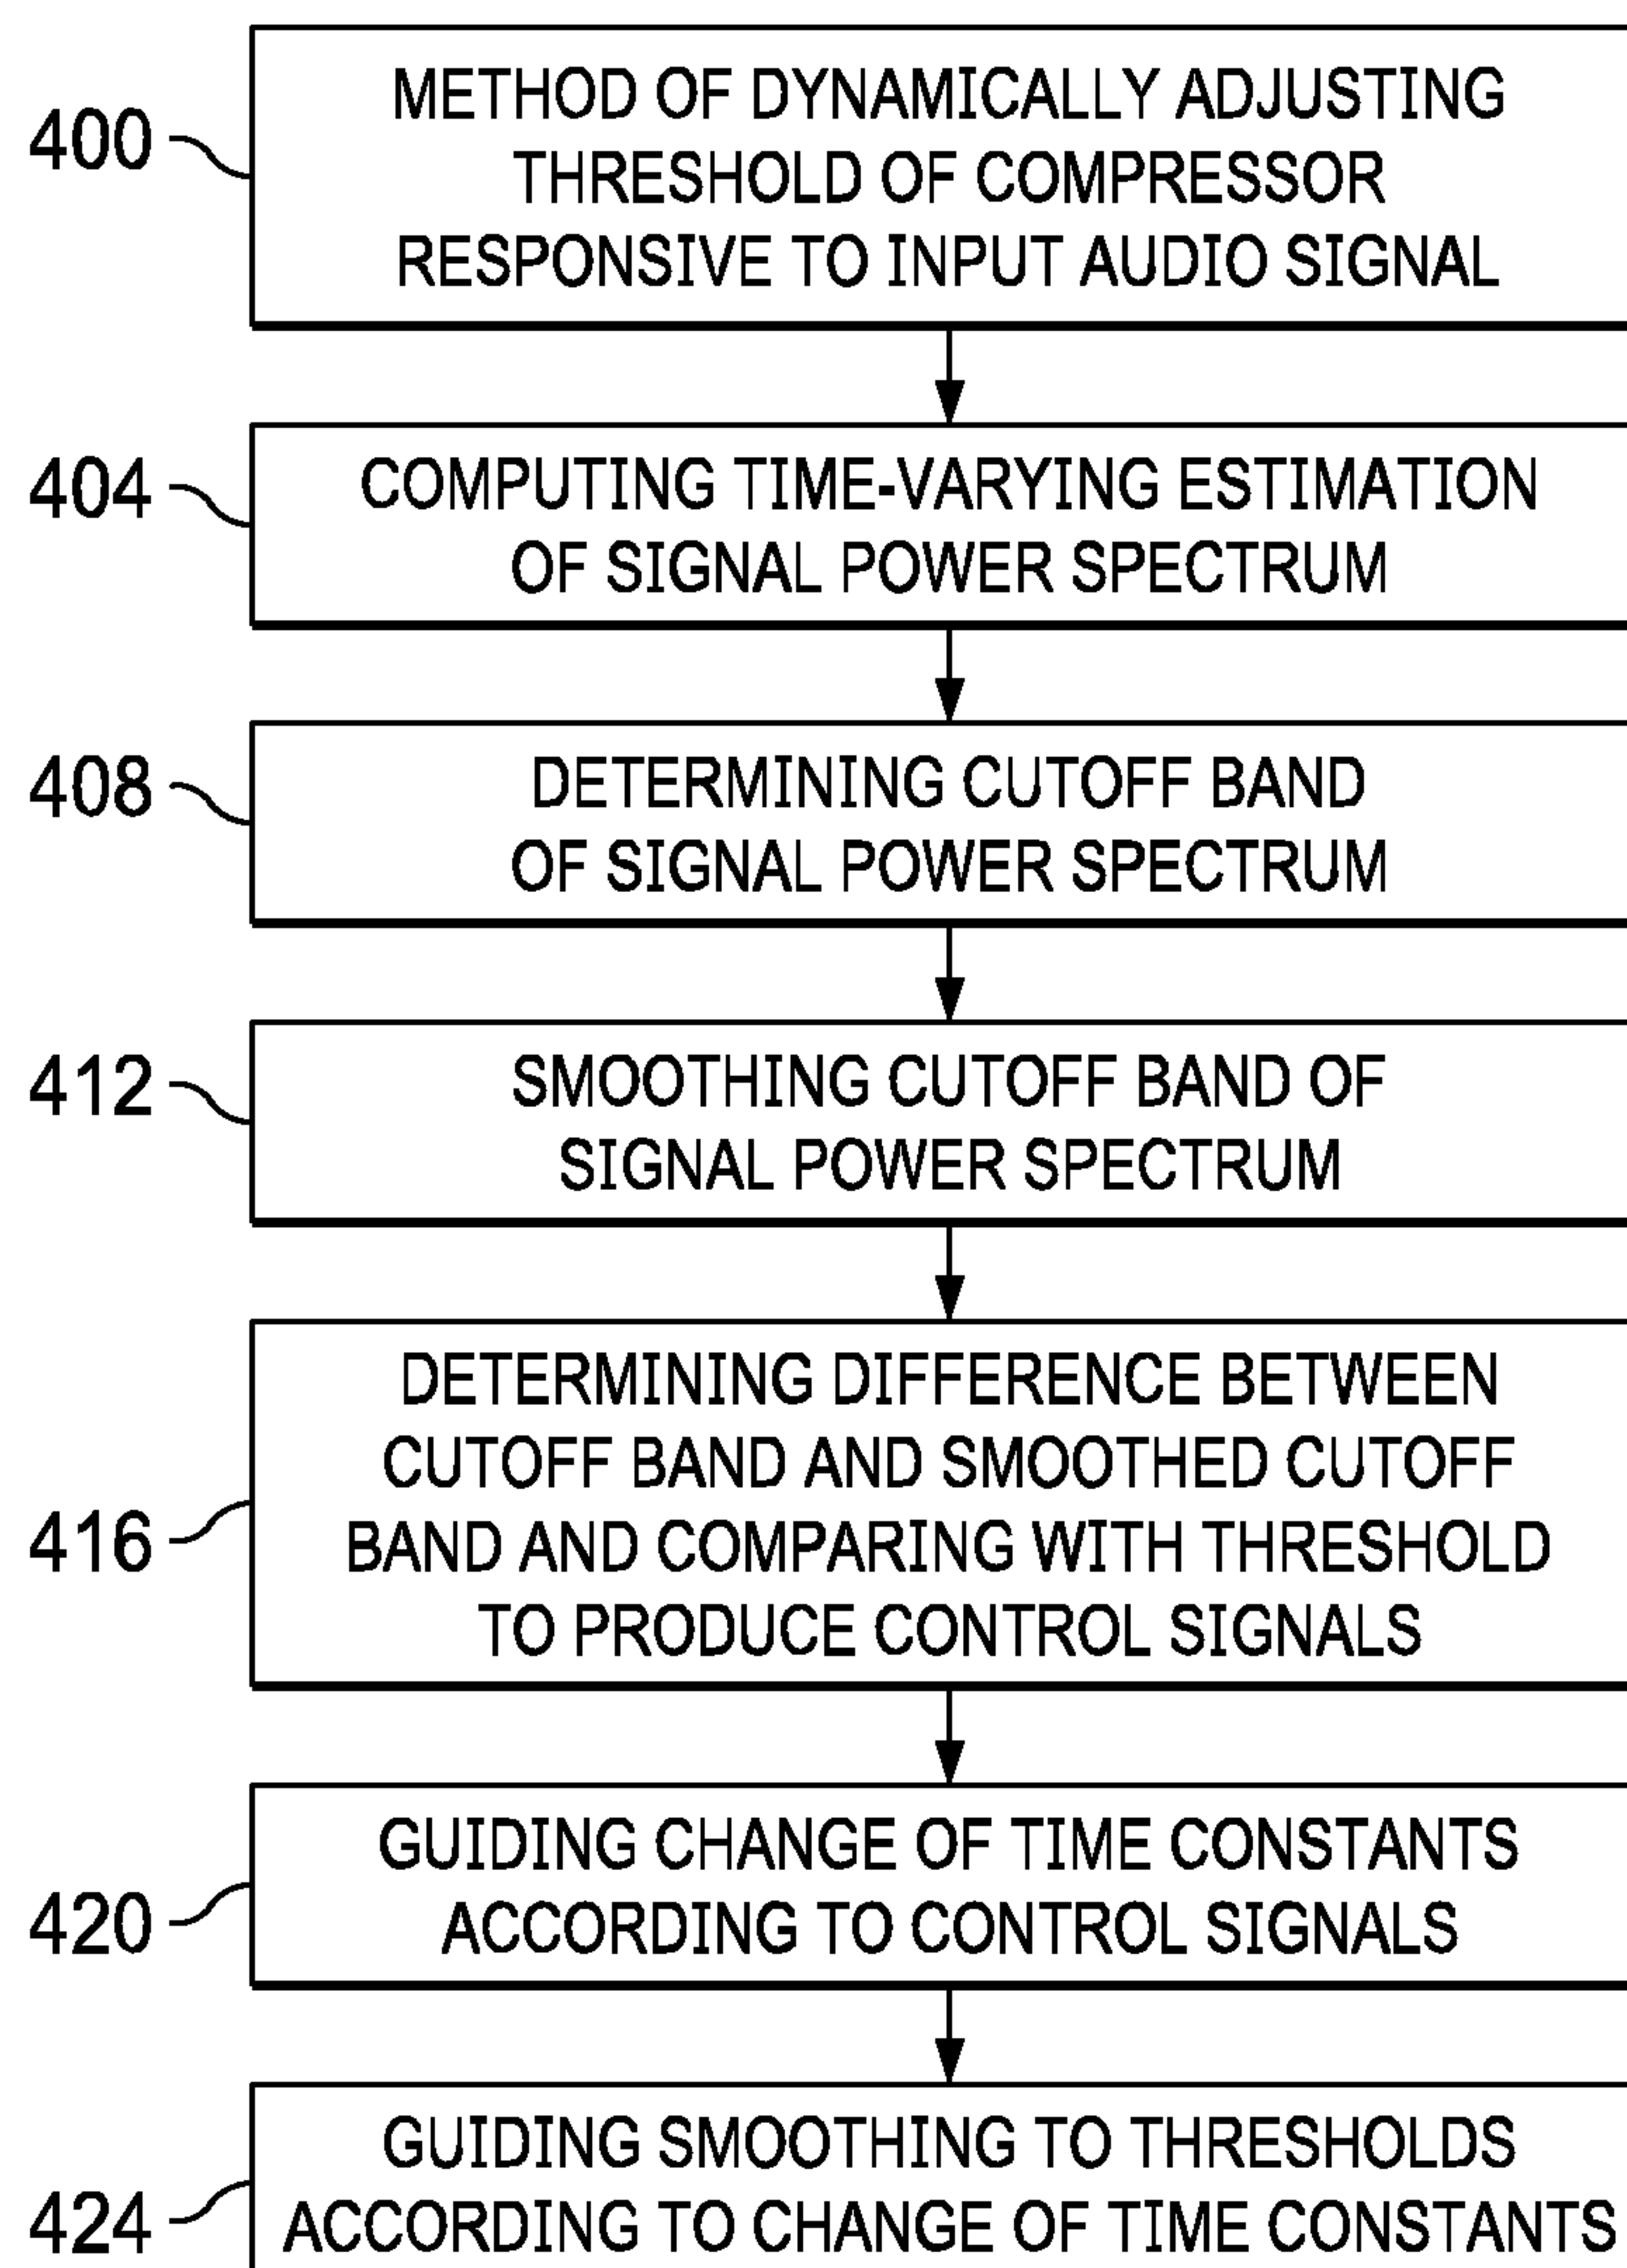 400
METHOD OF DYNAMICALLY ADJUSTING
THRESHOLD OF COMPRESSOR
RESPONSIVE TO INPUT AUDIO SIGNAL
404
COMPUTING TIME-VARYING ESTIMATION
OF SIGNAL POWER SPECTRUM
408
DETERMINING CUTOFF BAND
OF SIGNAL POWER SPECTRUM
412
SMOOTHING CUTOFF BAND OF
SIGNAL POWER SPECTRUM
416
DETERMINING DIFFERENCE BETWEEN
CUTOFF BAND AND SMOOTHED CUTOFF
BAND AND COMPARING WITH THRESHOLD
TO PRODUCE CONTROL SIGNALS
420
GUIDING CHANGE OF TIME CONSTANTS
ACCORDING TO CONTROL SIGNALS
424
GUIDING SMOOTHING TO THRESHOLDS
ACCORDING TO CHANGE OF TIME CONSTANTS